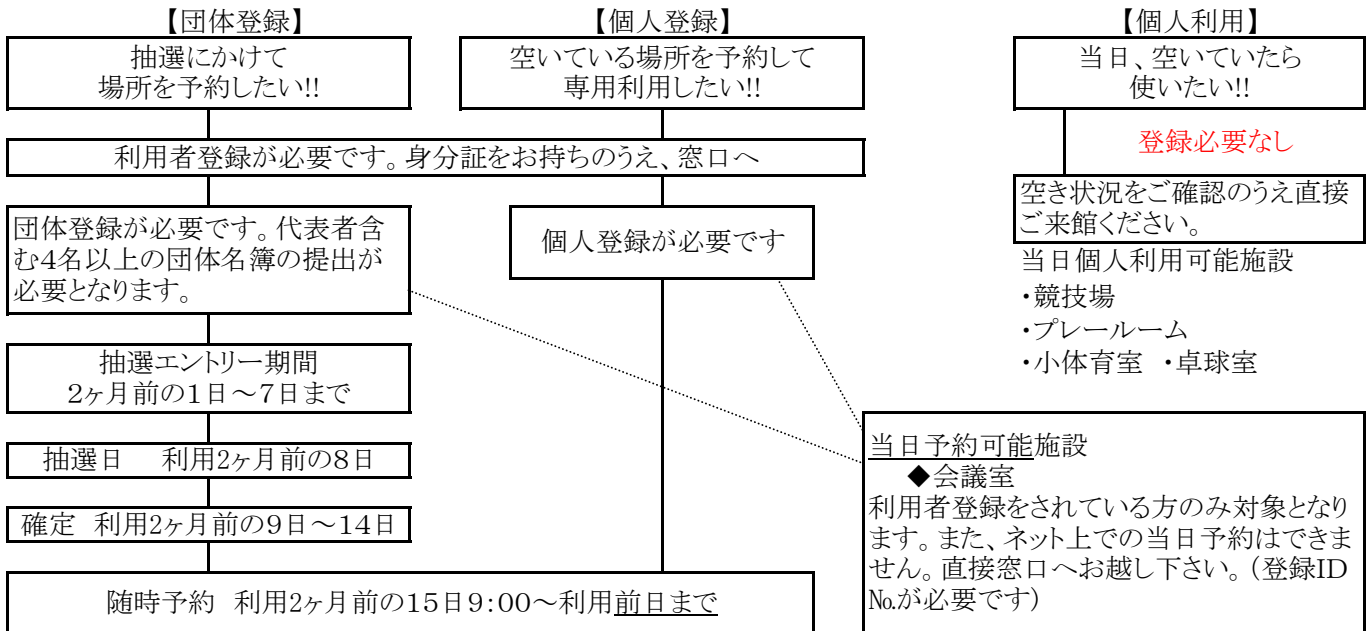 【団体登録】
抽選にかけて
場所を予約したい!!
【個人登録】
空いている場所を予約して
専用利用したい!!
【個人利用】
当日、空いていたら
使いたい!!
利用者登録が必要です。身分証をお持ちのうえ、窓口へ
登録必要なし
団体登録が必要です。代表者含
む4名以上の団体名簿の提出が
必要となります。
個人登録が必要です
空き状況をご確認のうえ直接
ご来館ください。
当日個人利用可能施設
・競技場
・プレールーム
・小体育室 ・卓球室
抽選エントリー期間
2ヶ月前の1日～7日まで
抽選日 利用2ヶ月前の8日
確定 利用2ヶ月前の9日～14日
随時予約 利用2ヶ月前の15日9:00～利用前日まで
当日予約可能施設
◆会議室
利用者登録をされている方のみ対象となり
ます。また、ネット上での当日予約はできま
せん。直接窓口へお越し下さい。(登録ID
№が必要です)